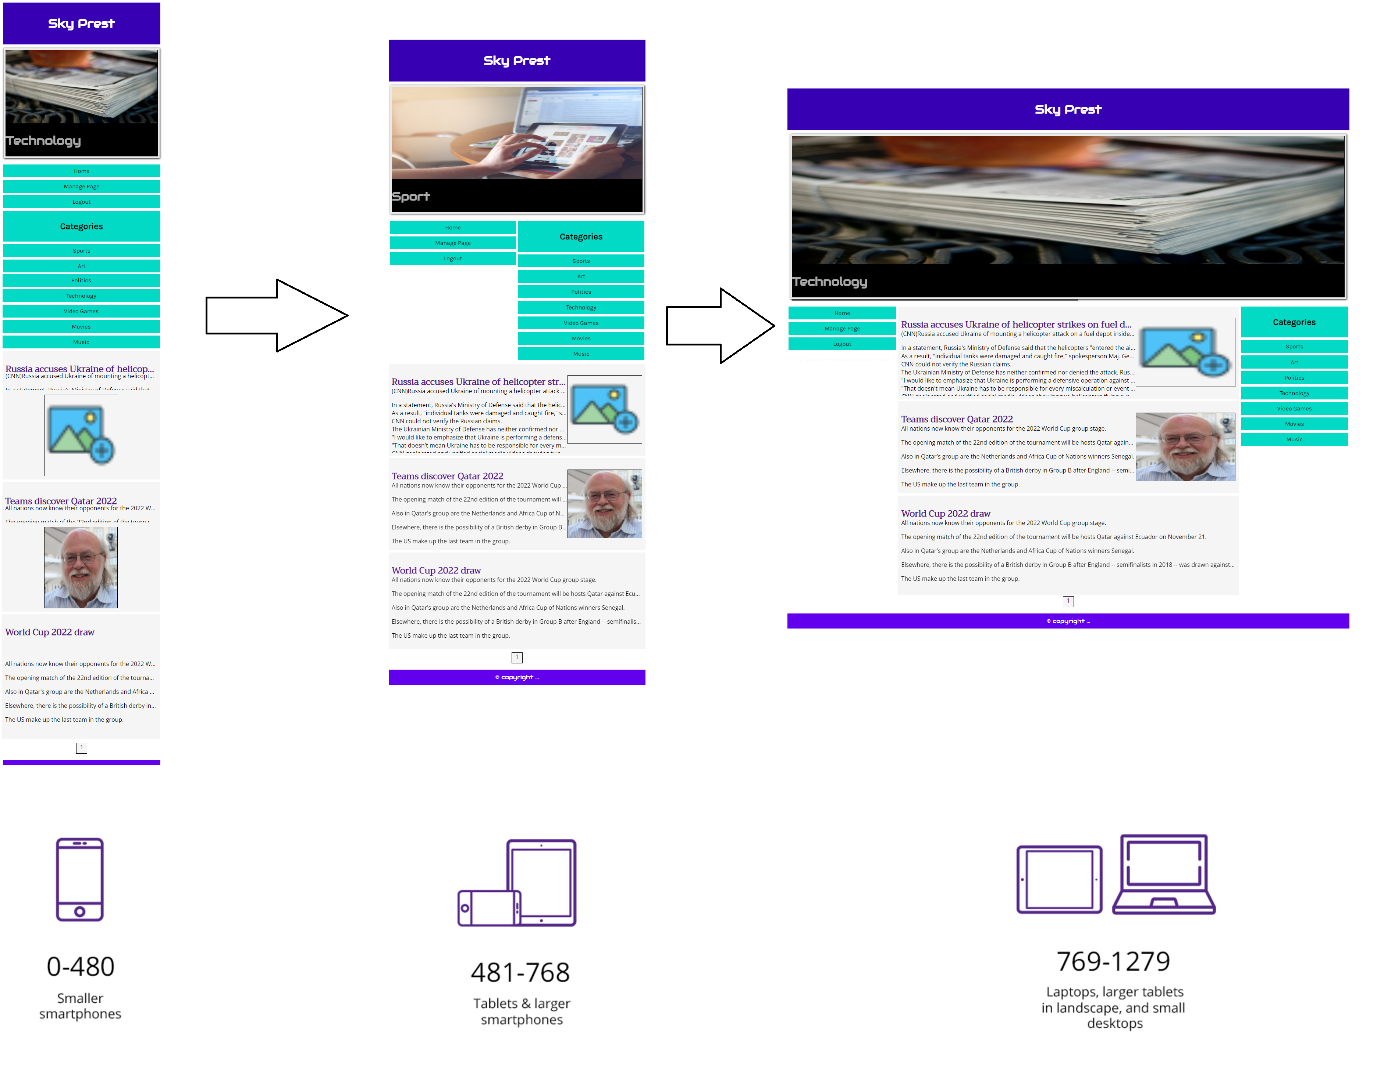 Sky Prest
Technology
Home
Manage Page
Logout
Categories
Sports
Art
Politics
Technology
Video Games
Movies
Music
Russia accuses Ukraine of helicop...
(CNN)Russia accused Ukraine of mounting a helicopt...
Teams discover Qatar 2022
All nations now know their opponents for the 2022 W...
The opening match of the 22nd edition of the tourna...
World Cup 2022 draw
All nations now know their opponents for the 2022 W...
The opening match of the 22nd edition of the tourna...
Also in Qatar's group are the Netherlands and Africa ...
Elsewhere, there is the possibility of a British derby in...
The US make up the last team in the group.
1
Sky Prest
Sport
Home
Manage Page
Logout
Categories
Sports
Art
Politics
Technology
Video Games
Movies
Music
Russia accuses Ukraine of helicopter str...
(CNN)Russia accused Ukraine of mounting a helicopter attack ...
In a statement, Russia's Ministry of Defense said that the helic...
As a result, "individual tanks were damaged and caught fire," s...
CNN could not verify the Russian claims.
The Ukrainian Ministry of Defense has neither confirmed nor ...
"I would like to emphasize that Ukraine is performing a defens...
"That doesn't mean Ukraine has to be responsible for every m...
Teams discover Qatar 2022
All nations now know their opponents for the 2022 World Cup ...
The opening match of the 22nd edition of the tournament will ...
Also in Qatar's group are the Netherlands and Africa Cup of N...
Elsewhere, there is the possibility of a British derby in Group B...
The US make up the last team in the group.
World Cup 2022 draw
All nations now know their opponents for the 2022 World Cup group stage.
The opening match of the 22nd edition of the tournament will be hosts Qatar against Ecu...
Also in Qatar's group are the Netherlands and Africa Cup of Nations winners Senegal.
Elsewhere, there is the possibility of a British derby in Group B after England -- semifinalis...
The US make up the last team in the group.
1
© copyright ...
Sky Prest
Technology
Home
Manage Page
Logout
Russia accuses Ukraine of helicopter strikes on fuel d...
(CNN)Russia accused Ukraine of mounting a helicopter attack on a fuel depot inside...
In a statement, Russia's Ministry of Defense said that the helicopters "entered the ai...
As a result, "individual tanks were damaged and caught fire," spokesperson Maj. Ge...
CNN could not verify the Russian claims.
The Ukrainian Ministry of Defense has neither confirmed nor denied the attack. Rus...
"I would like to emphasize that Ukraine is performing a defensive operation against ...
"That doesn't mean Ukraine has to be responsible for every miscalculation or event ...
Teams discover Qatar 2022
All nations now know their opponents for the 2022 World Cup group stage.
The opening match of the 22nd edition of the tournament will be hosts Qatar again...
Also in Qatar's group are the Netherlands and Africa Cup of Nations winners Senegal.
Elsewhere, there is the possibility of a British derby in Group B after England -- semi...
The US make up the last team in the group.
World Cup 2022 draw
All nations now know their opponents for the 2022 World Cup group stage.
The opening match of the 22nd edition of the tournament will be hosts Qatar against Ecuador on November 21.
Also in Qatar's group are the Netherlands and Africa Cup of Nations winners Senegal.
Elsewhere, there is the possibility of a British derby in Group B after England -- semifinalists in 2018 -- was drawn against...
The US make up the last team in the group.
Categories
Sports
Art
Politics
Technology
Video Games
Movies
Music
1
© copyright ...
0-480
Smaller
smartphones
481-768
Tablets & larger
smartphones
769-1279
Laptops, larger tablets
in landscape, and small
desktops